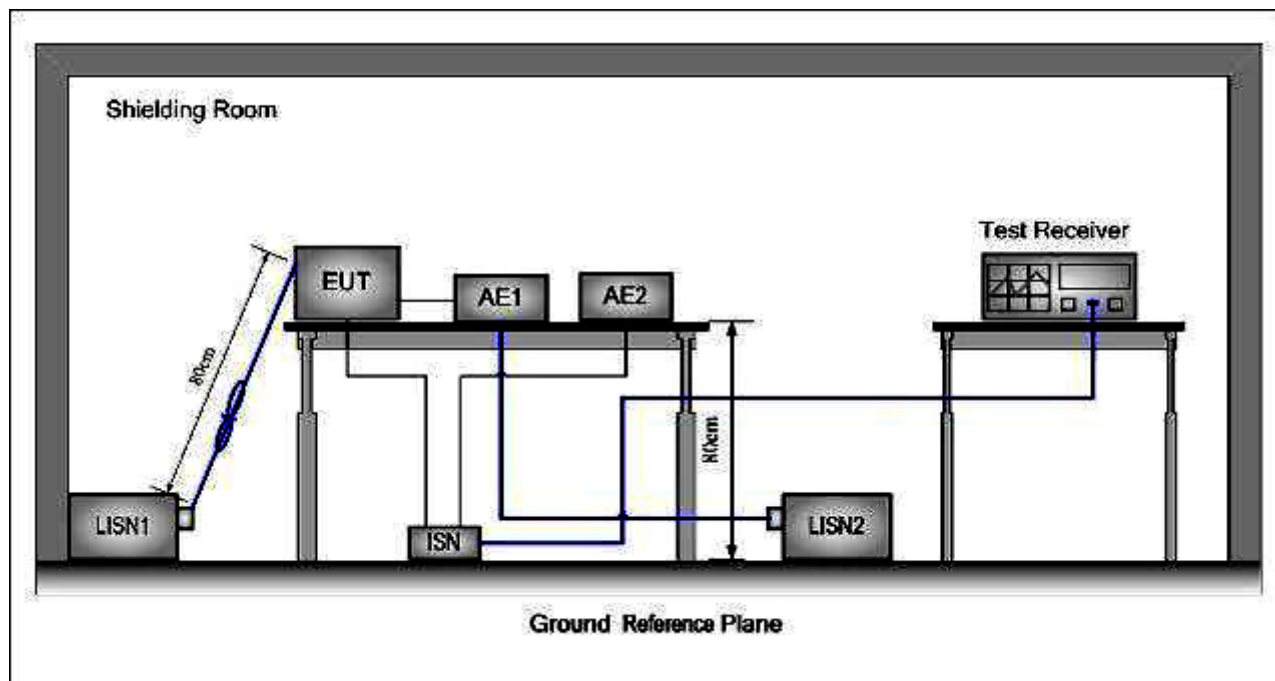 Shielding Room
Test Receiver
EUT
AE1
AE2
80cm
80cm
LISN1
ISN
LISN2
Ground Reference Plane